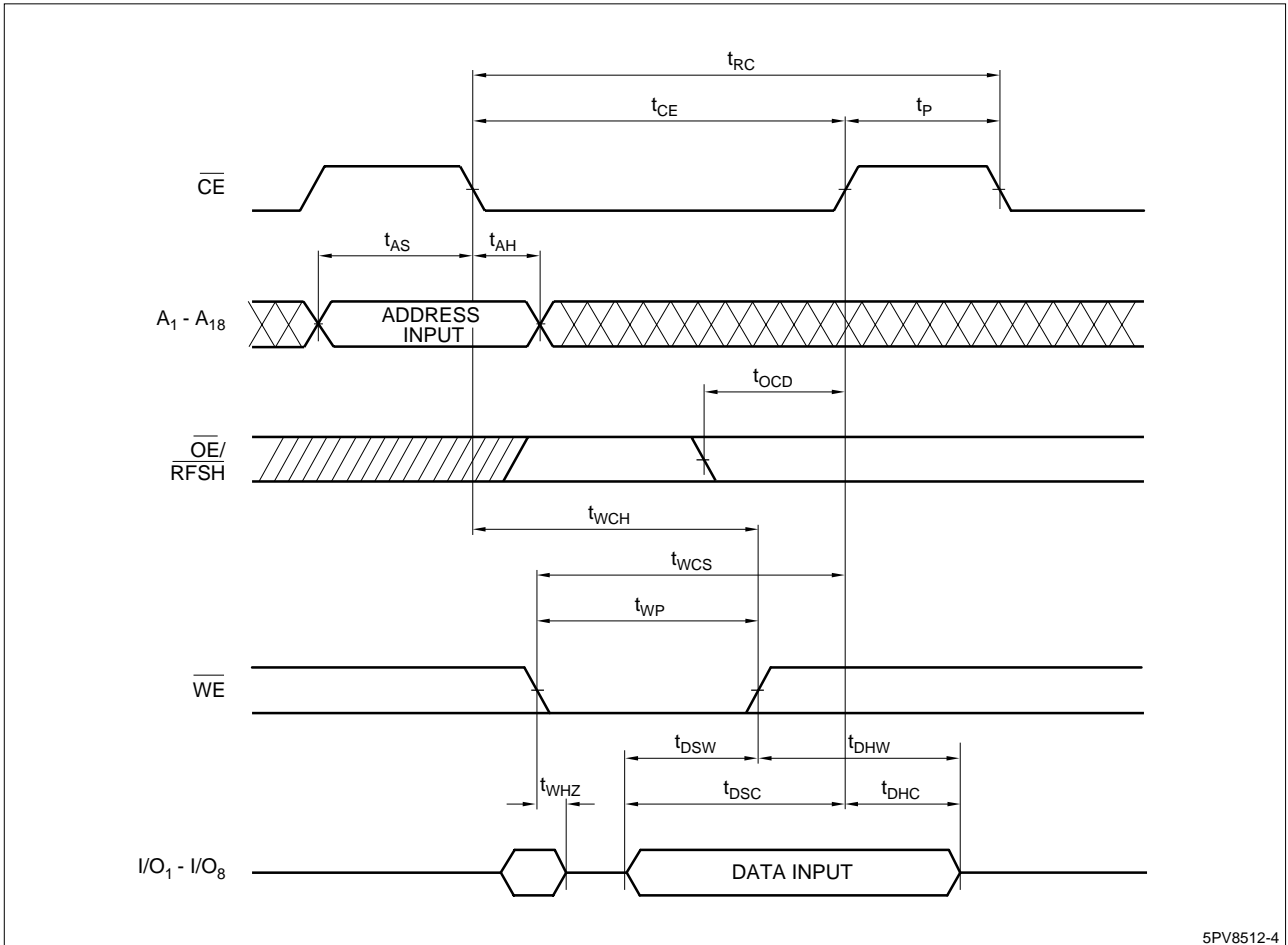 tRC
tCE
tP
CE
tAS
tAH
A1 - A18
ADDRESS
INPUT
tOCD
OE/
RFSH
tWCH
tWCS
tWP
WE
tDSW
tDHW
tWHZ
tDSC
tDHC
I/O1 - I/O8
DATA INPUT
5PV8512-4